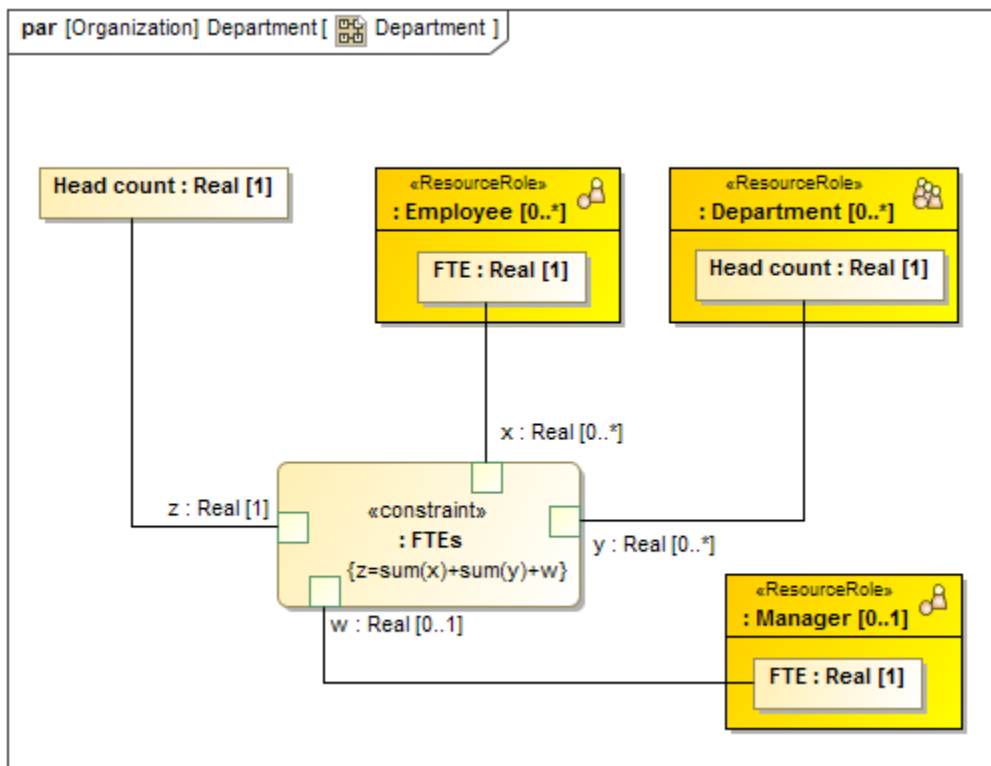 par [Organization] Department [ Department ]
Head count : Real [1]
«ResourceRole»
: Employee [0..*]
FTE : Real [1]
«ResourceRole»
: Department [0..*]
Head count : Real [1]
x : Real [0..*]
z : Real [1]
«constraint»
: FTEs
{z=sum(x)+sum(y)+w}
y : Real [0..*]
w : Real [0..1]
«ResourceRole»
: Manager [0..1]
FTE : Real [1]